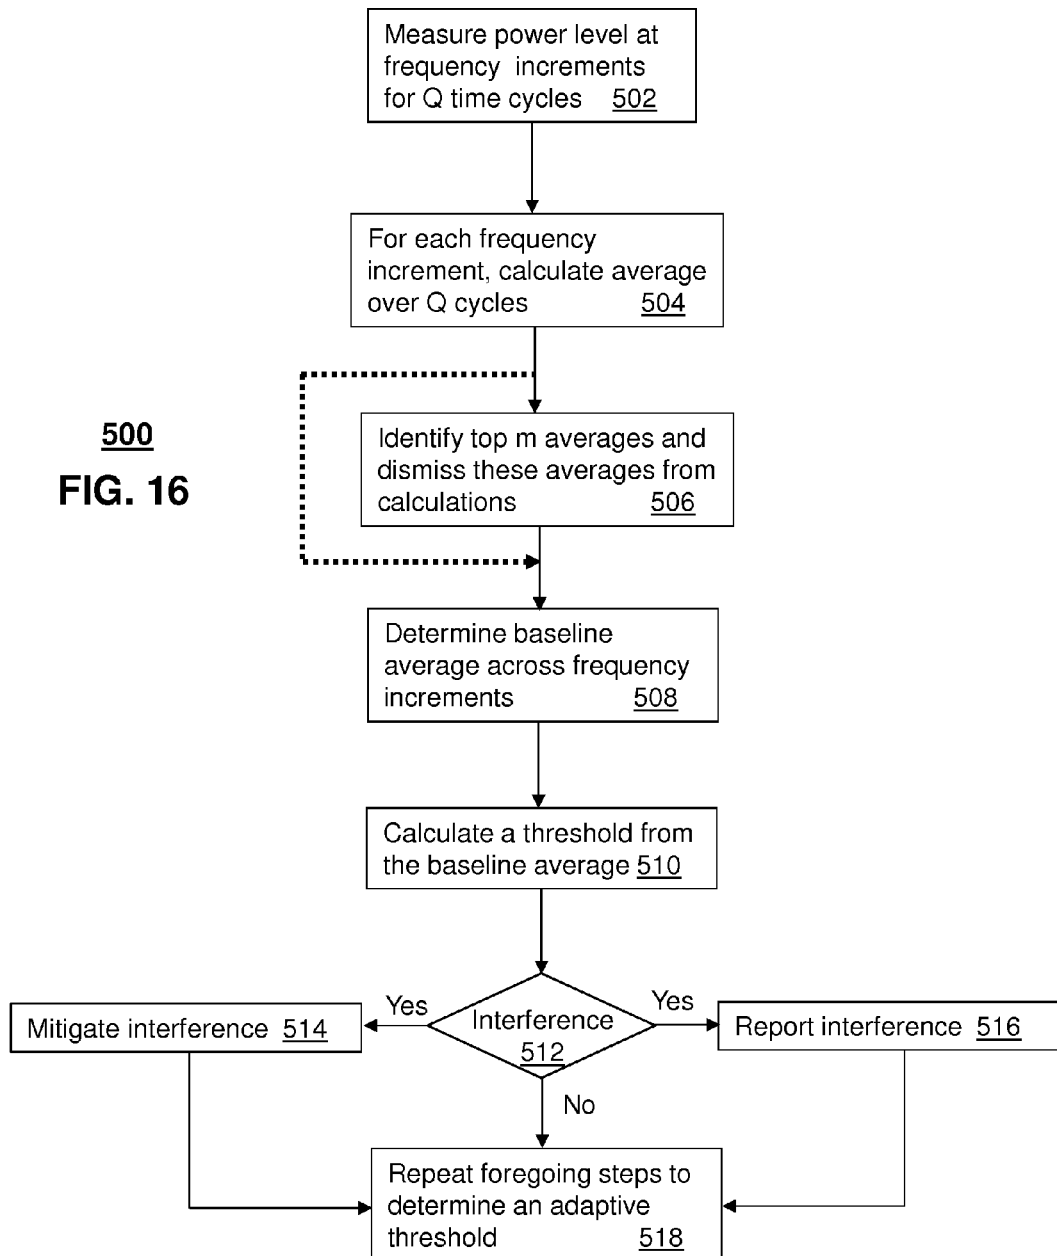 Measure power level at
frequency increments
for Q time cycles 502
For each frequency
increment, calculate average
over Q cycles 504
500
FIG. 16
Identify top m averages and
dismiss these averages from
calculations 506
Determine baseline
average across frequency
increments 508
Calculate a threshold from
the baseline average 510
Yes
Yes
Mitigate interference 514
Interference
512
Report interference 516
No
Repeat foregoing steps to
determine an adaptive
threshold 518